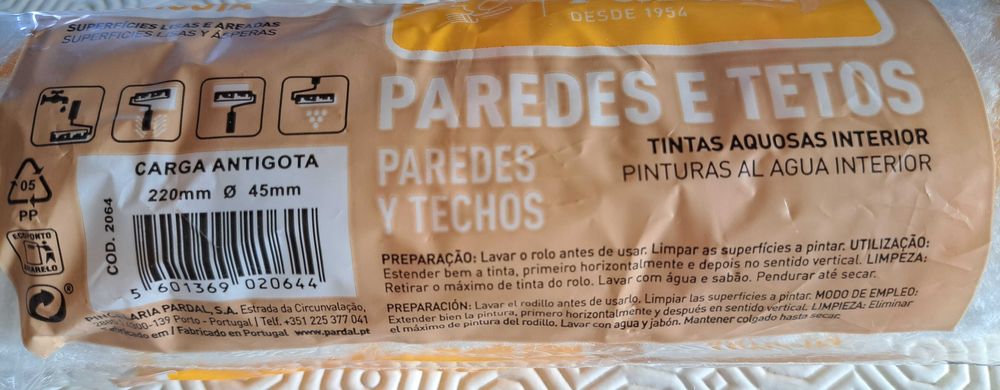 SUPERFÍCIES LISAS E AREADAS
SUPERFICIES LISAS Y ÁSPERAS
DESDE 1954
PAREDES E TETOS
TINTAS AQUOSAS INTERIOR
PINTURAS AL AGUA INTERIOR
PAREDES
Y TECHOS
05
PP
CARGA ANTIGOTA
220mm Ø 45mm
COD. 2064
5 601369 020644
PREPARAÇÃO: Lavar o rolo antes de usar. Limpar as superfícies a pintar. UTILIZAÇÃO:
Estender bem a tinta, primeiro horizontalmente e depois no sentido vertical. LIMPEZA:
Retirar o máximo de tinta do rolo. Lavar com água e sabão. Pendurar até secar.
PREPARACIÓN: Lavar el rodillo antes de usarlo. Limpiar las superficies a pintar. MODO DE EMPLEO:
Extender bien la pintura, primero horizontalmente y después en sentido vertical. LIMPIEZA: Eliminar
el máximo de pintura del rodillo. Lavar con agua y jabón. Mantener colgado hasta secar.
PARDAL, S.A. Estrada da Circunvalação,
4300-139 Porto - Portugal | Telf. +351 225 377 041
em / Fabricado en Portugal www.pardal.pt